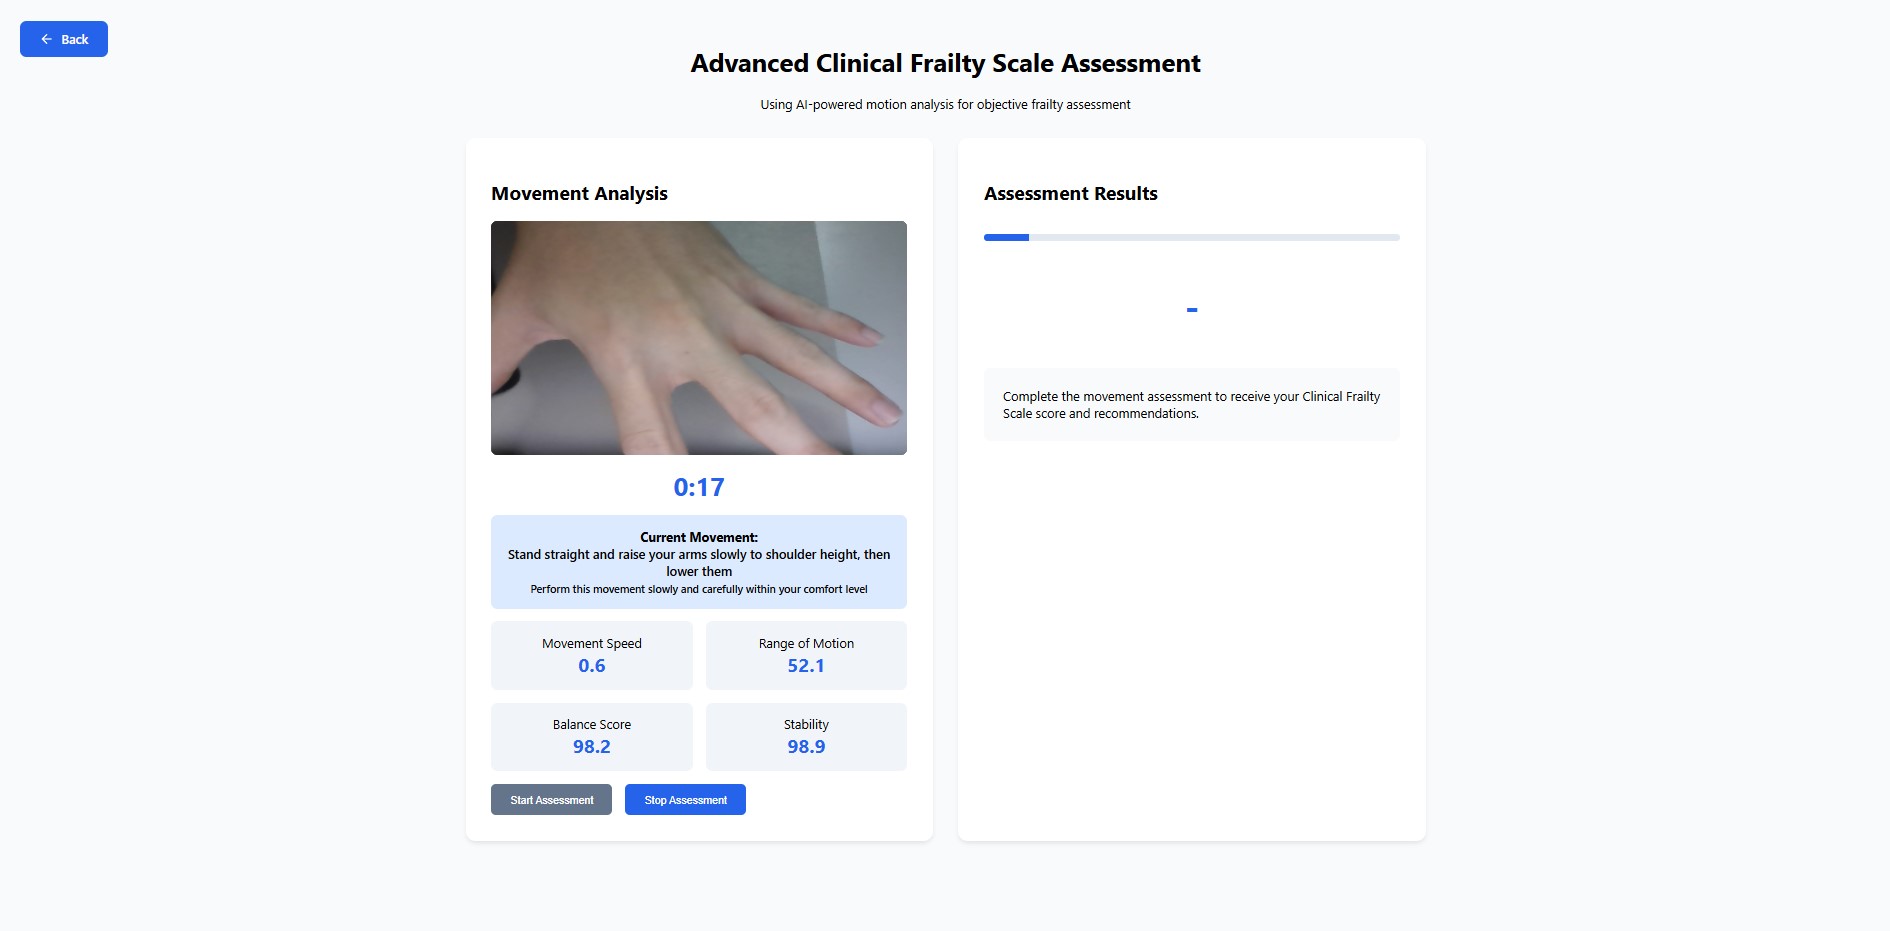 Back
Advanced Clinical Frailty Scale Assessment
Using AI-powered motion analysis for objective frailty assessment
Movement Analysis
0:17
Current Movement:
Stand straight and raise your arms slowly to shoulder height, then
lower them
Perform this movement slowly and carefully within your comfort level
Movement Speed
0.6
Range of Motion
52.1
Balance Score
98.2
Stability
98.9
Start Assessment
Stop Assessment
Assessment Results
-
Complete the movement assessment to receive your Clinical Frailty
Scale score and recommendations.